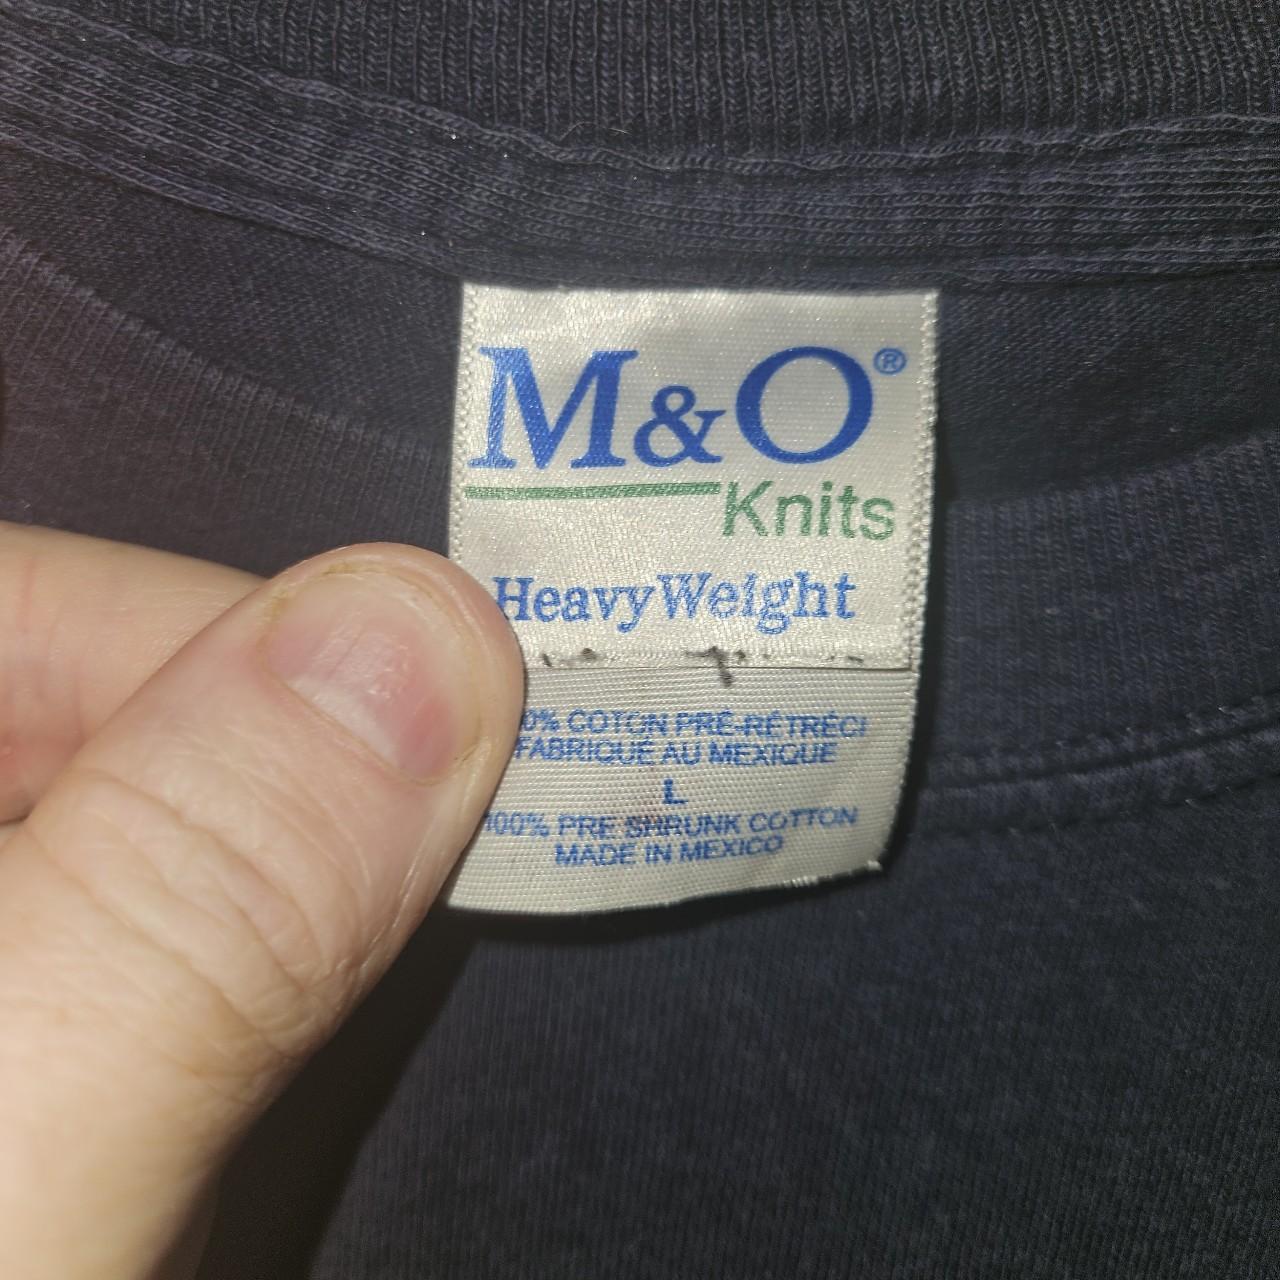 M&O®
Knits
HeavyWeight
0% COTON PRÉ-RÉTRÉCI
FABRIQUÉ AU MEXIQUE
L
100% PRE SHRUNK COTTON
MADE IN MEXICO